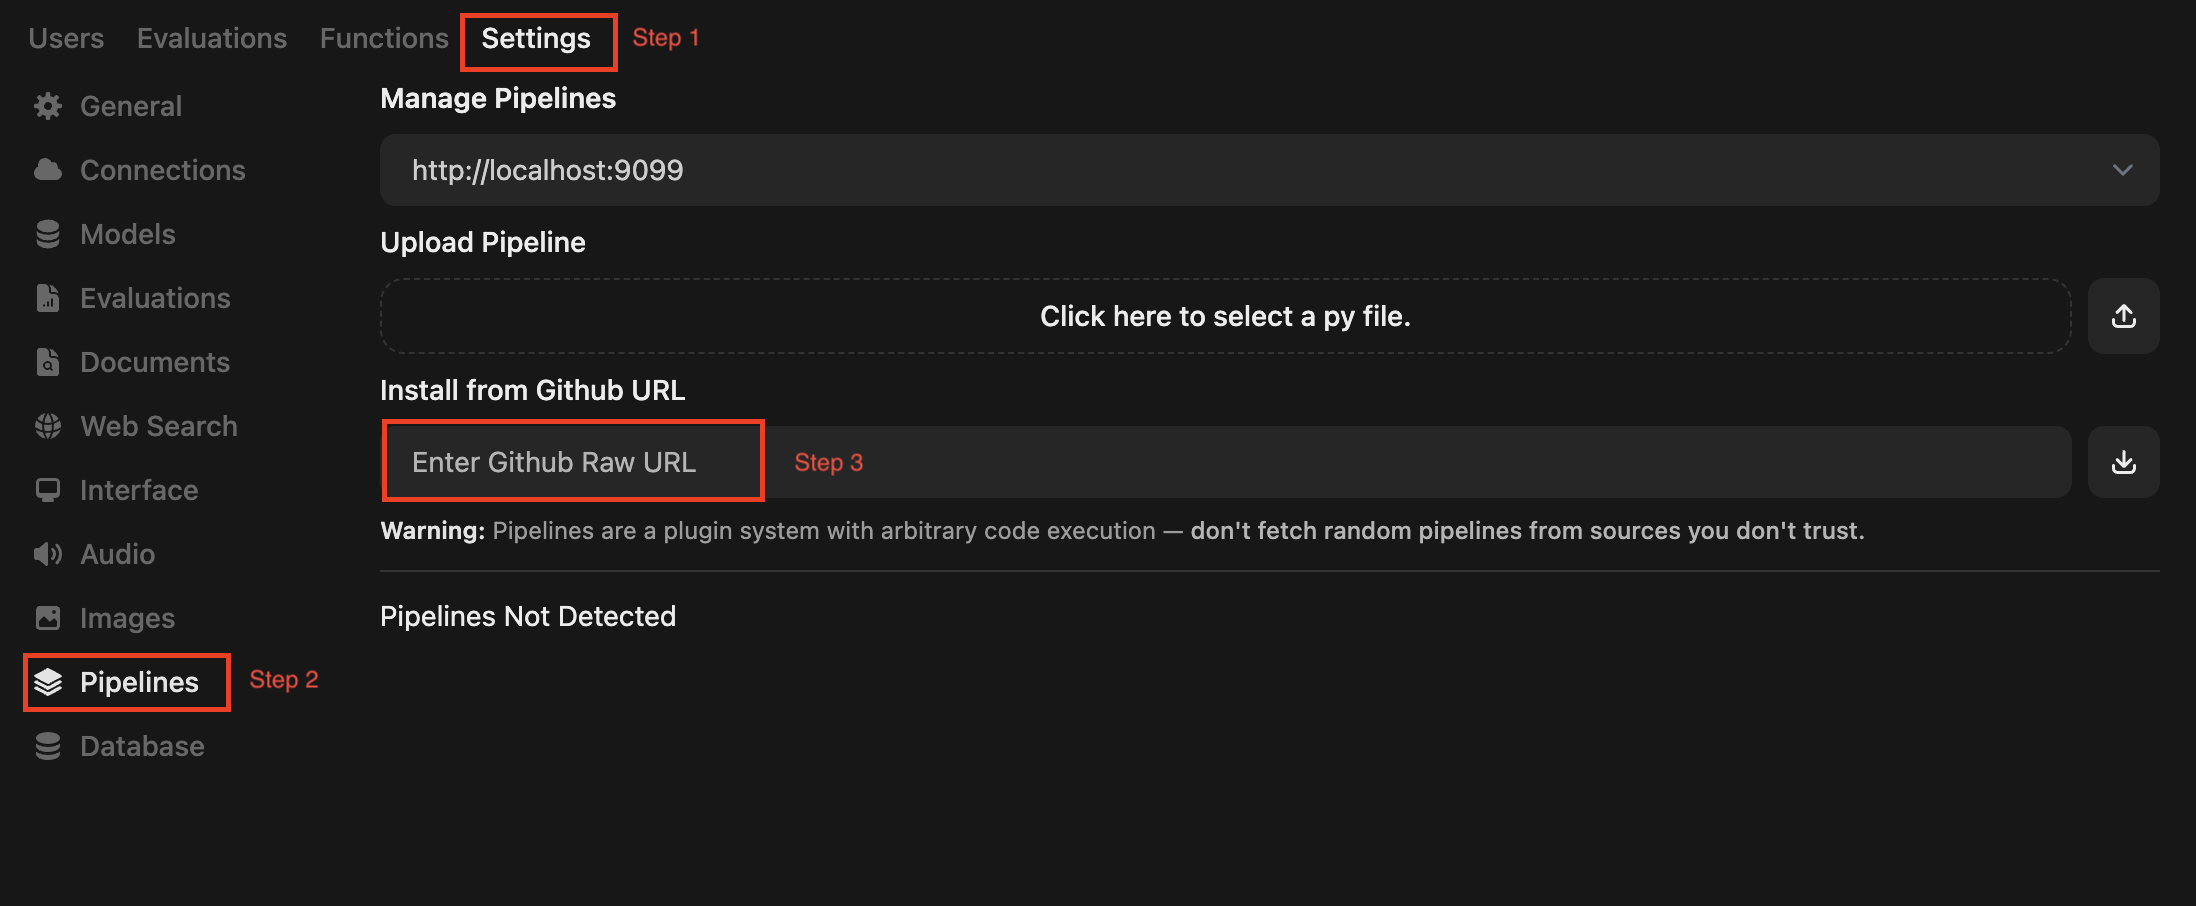 Users Evaluations Functions Settings Step 1
General
Connections
Models
Evaluations
Documents
Web Search
Interface
Audio
Images
Pipelines Step 2
Database
Manage Pipelines
http://localhost:9099
Upload Pipeline
Click here to select a py file.
Install from Github URL
Enter Github Raw URL Step 3
Warning: Pipelines are a plugin system with arbitrary code execution — don't fetch random pipelines from sources you don't trust.
Pipelines Not Detected